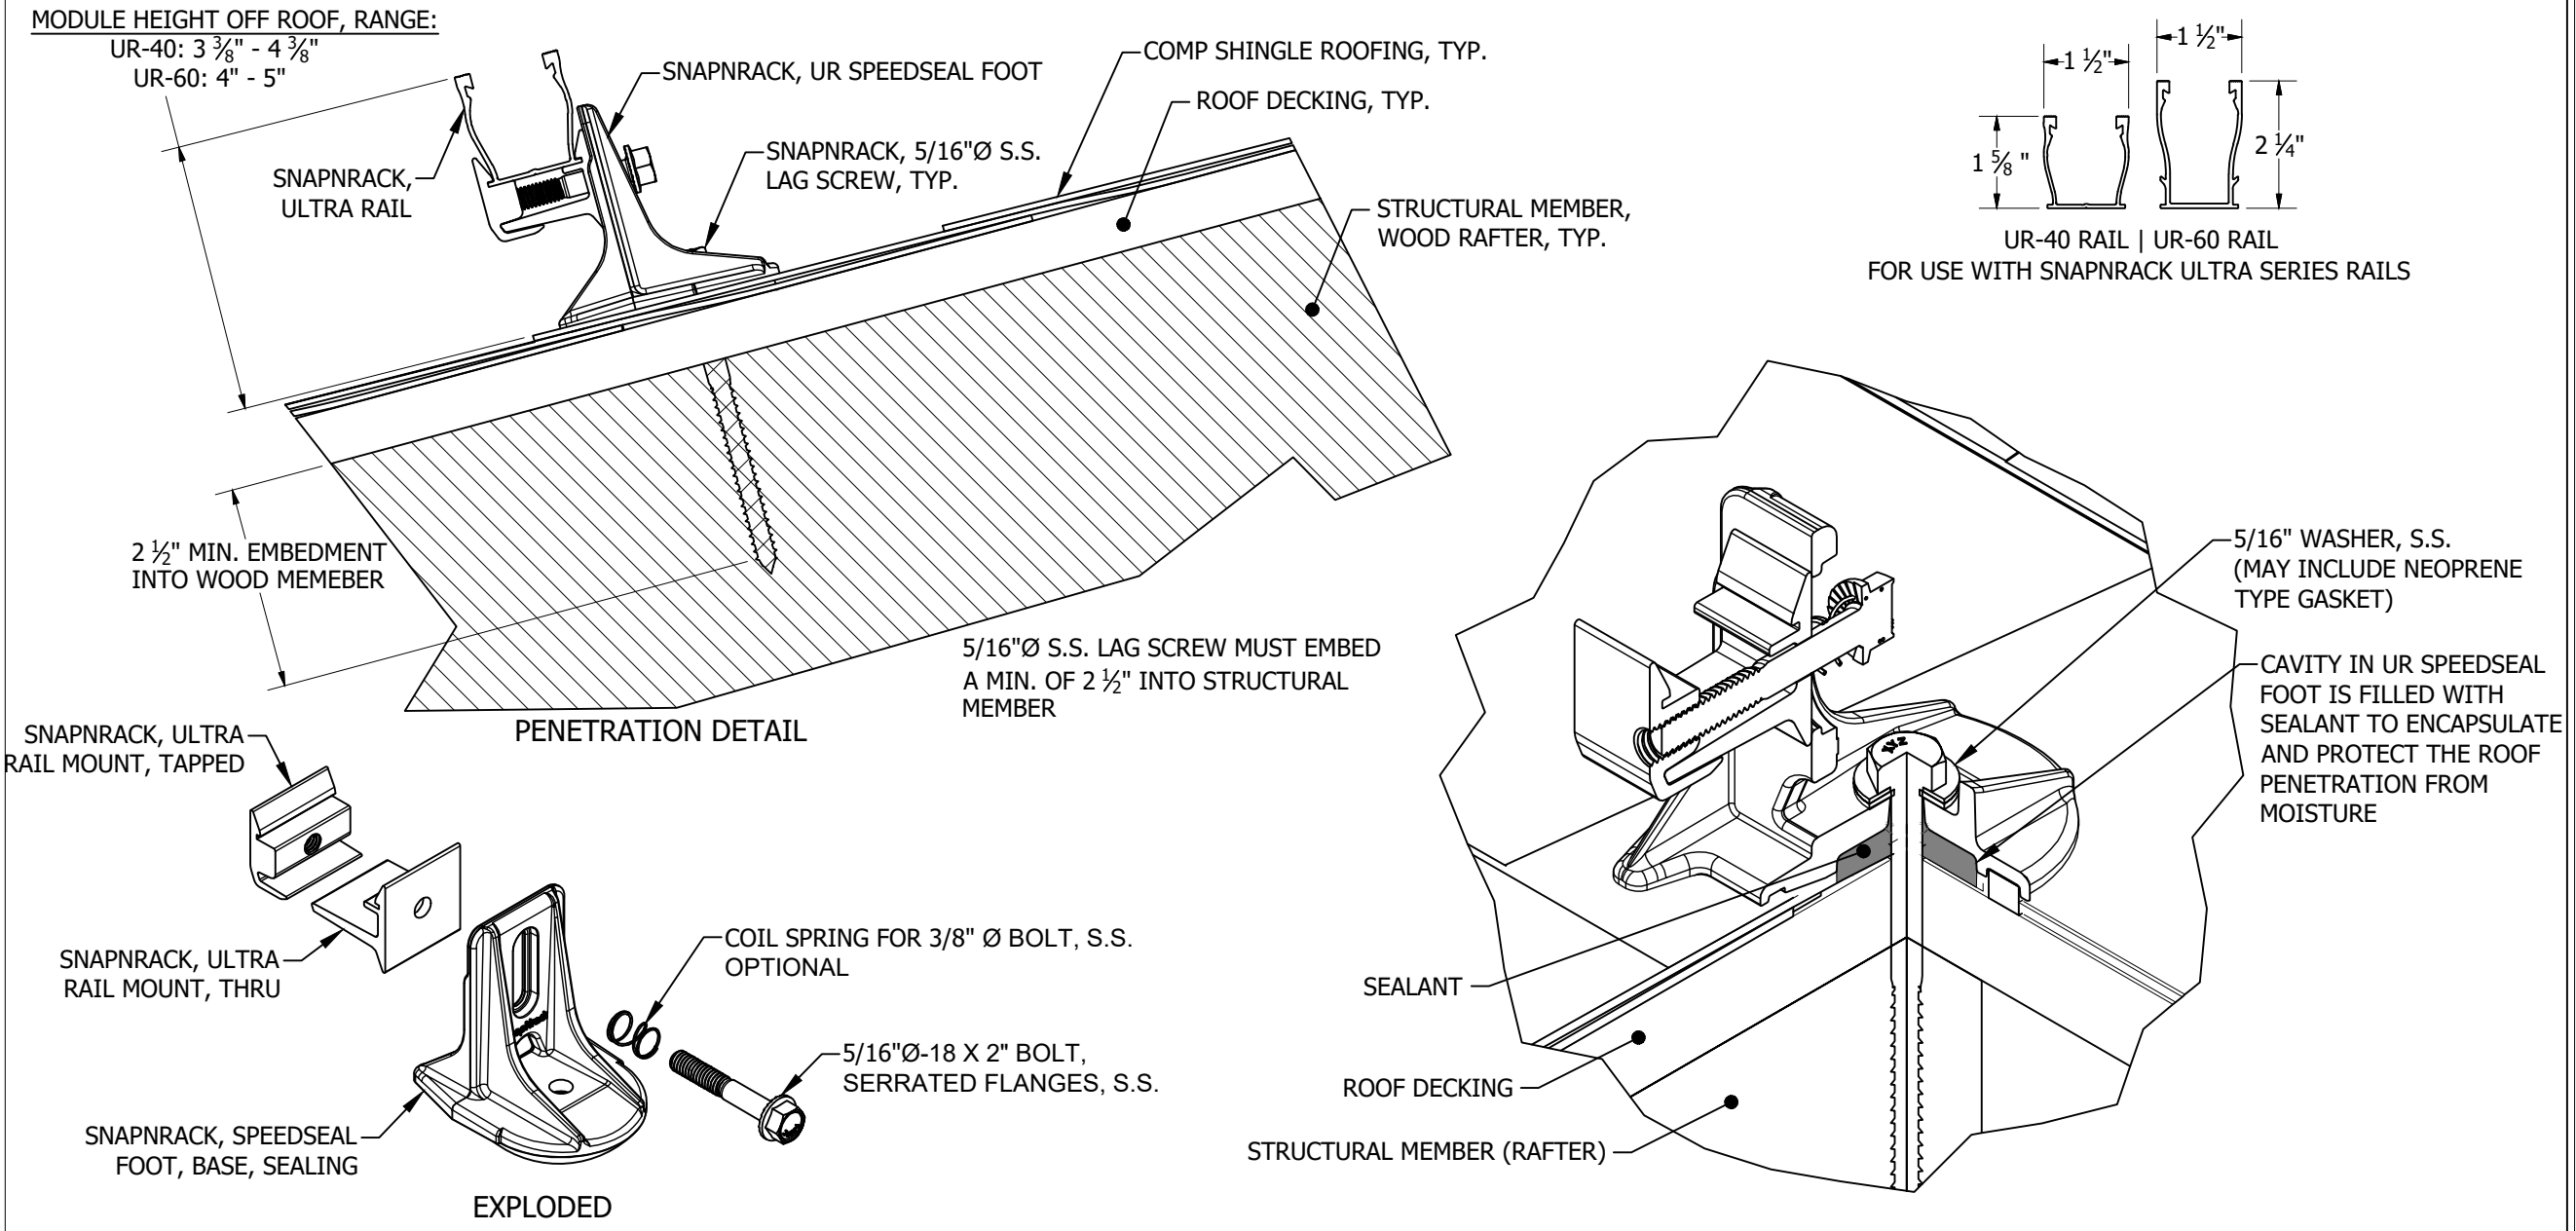 MODULE HEIGHT OFF ROOF, RANGE:
UR-40: 3 3/8" - 4 3/8"
UR-60: 4" - 5"
SNAPNRACK, UR SPEEDSEAL FOOT
COMP SHINGLE ROOFING, TYP.
ROOF DECKING, TYP.
SNAPNRACK, 5/16"Ø S.S.
LAG SCREW, TYP.
SNAPNRACK,
ULTRA RAIL
STRUCTURAL MEMBER,
WOOD RAFTER, TYP.
2 ½" MIN. EMBEDMENT
INTO WOOD MEMEBER
5/16"Ø S.S. LAG SCREW MUST EMBED
A MIN. OF 2 ½" INTO STRUCTURAL
MEMBER
PENETRATION DETAIL
1 ½"
1 ½"
1 5/8 "
2 ¼"
UR-40 RAIL | UR-60 RAIL
FOR USE WITH SNAPNRACK ULTRA SERIES RAILS
SNAPNRACK, ULTRA
RAIL MOUNT, TAPPED
SNAPNRACK, ULTRA
RAIL MOUNT, THRU
COIL SPRING FOR 3/8" Ø BOLT, S.S.
OPTIONAL
5/16"Ø-18 X 2" BOLT,
SERRATED FLANGES, S.S.
SNAPNRACK, SPEEDSEAL
FOOT, BASE, SEALING
EXPLODED
5/16" WASHER, S.S.
(MAY INCLUDE NEOPRENE
TYPE GASKET)
CAVITY IN UR SPEEDSEAL
FOOT IS FILLED WITH
SEALANT TO ENCAPSULATE
AND PROTECT THE ROOF
PENETRATION FROM
MOISTURE
XYZ
SEALANT
ROOF DECKING
STRUCTURAL MEMBER (RAFTER)